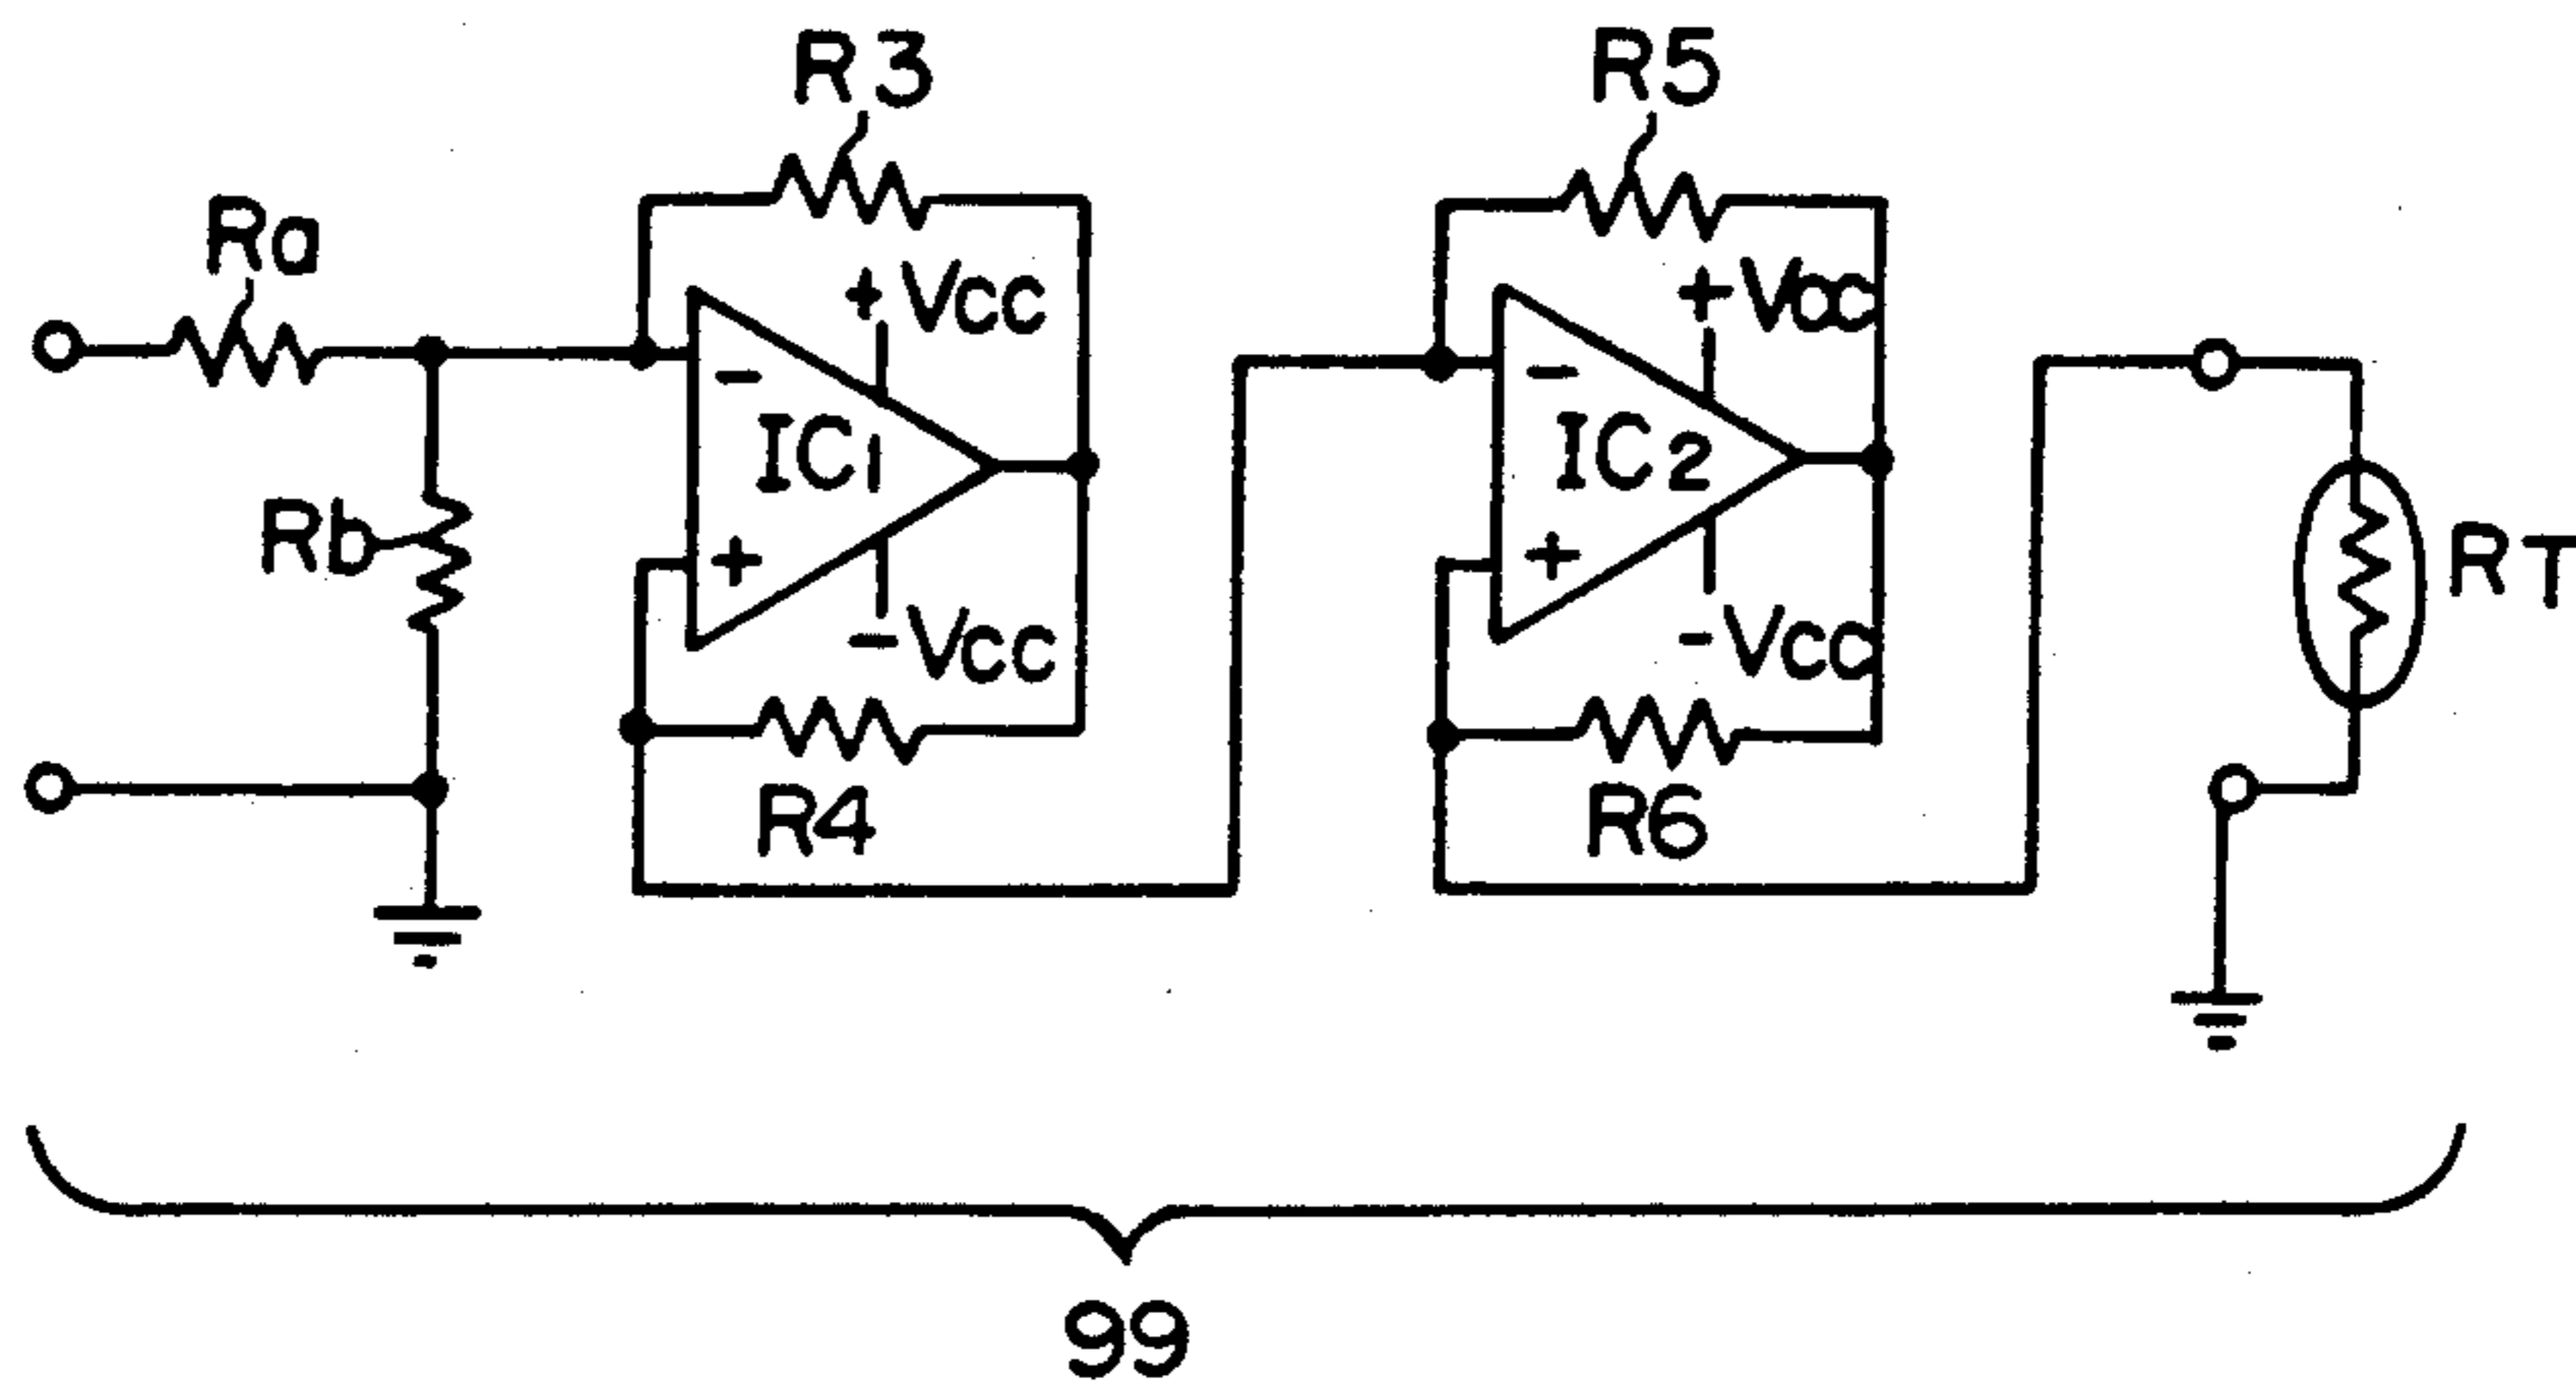 R3
R5
Ra
+Vcc
+Vcc
-
IC1
-
IC2
Rb
RT
+
+
-Vcc
-Vcc
R4
R6
99